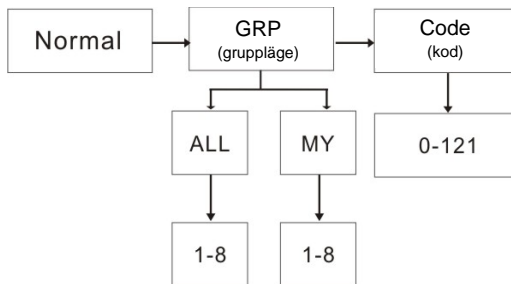 Normal
GRP
(gruppläge)
Code
(kod)
ALL
MY
0-121
1-8
1-8